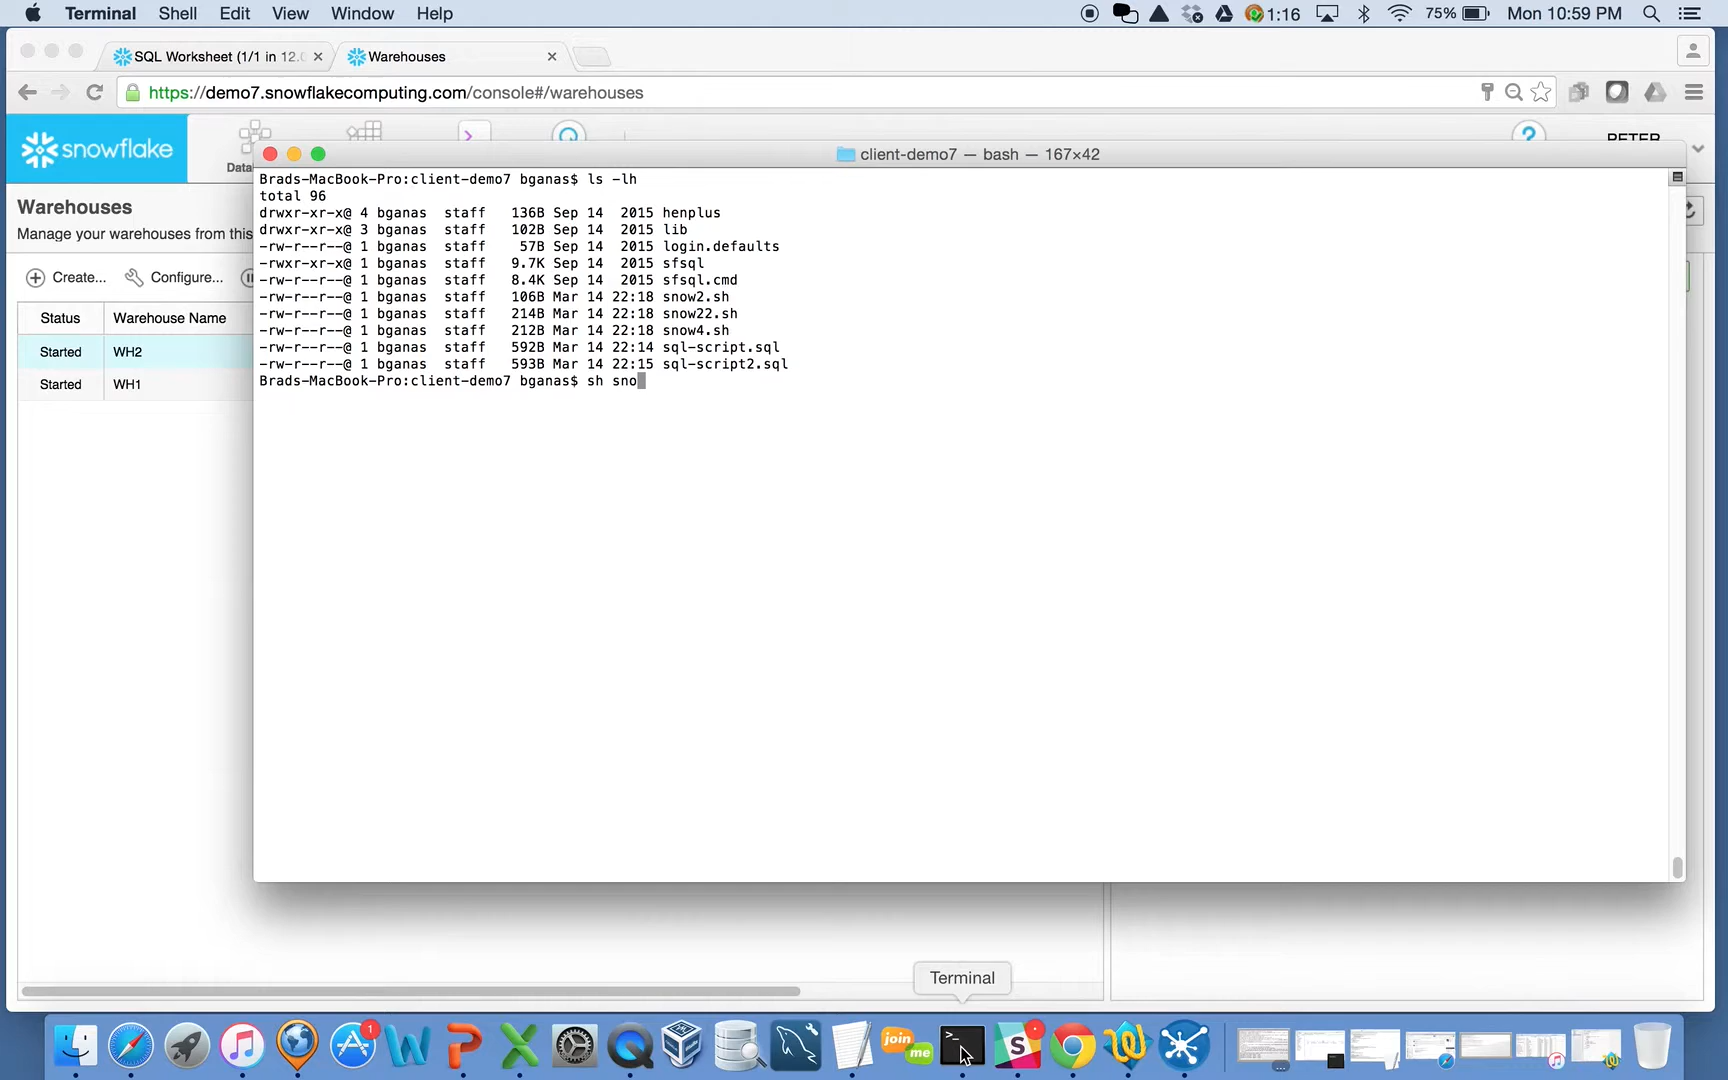 Terminal Shell Edit View Window Help 1:16 75% Mon 10:59 PM
SQL Worksheet (1/1 in 12.0 Warehouses
https://demo7.snowflakecomputing.com/console#/warehouses
snowflake
Data
PETER
client-demo7 — bash — 167×42
Warehouses
Manage your warehouses from this
Create... Configure...
Status Warehouse Name
Started WH2
Started WH1
Brads-MacBook-Pro:client-demo7 bganas$ ls -lh
total 96
drwxr-xr-x@ 4 bganas staff 136B Sep 14 2015 henplus
drwxr-xr-x@ 3 bganas staff 102B Sep 14 2015 lib
-rw-r--r--@ 1 bganas staff 57B Sep 14 2015 login.defaults
-rwxr-xr-x@ 1 bganas staff 9.7K Sep 14 2015 sfsql
-rw-r--r--@ 1 bganas staff 8.4K Sep 14 2015 sfsql.cmd
-rw-r--r--@ 1 bganas staff 106B Mar 14 22:18 snow2.sh
-rw-r--r--@ 1 bganas staff 214B Mar 14 22:18 snow22.sh
-rw-r--r--@ 1 bganas staff 212B Mar 14 22:18 snow4.sh
-rw-r--r--@ 1 bganas staff 592B Mar 14 22:14 sql-script.sql
-rw-r--r--@ 1 bganas staff 593B Mar 14 22:15 sql-script2.sql
Brads-MacBook-Pro:client-demo7 bganas$ sh sno
Terminal
1
join
me